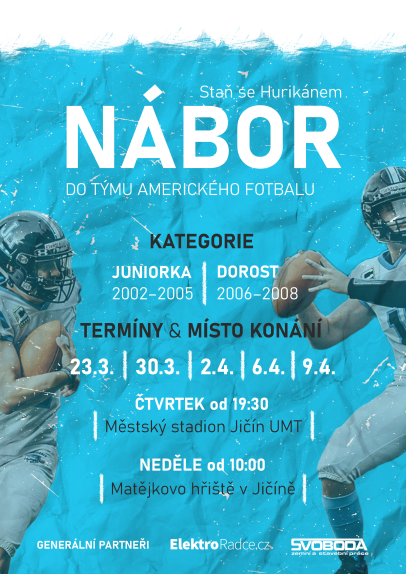 Staň se Hurikánem
NÁBOR
DO TÝMU AMERICKÉHO FOTBALU
KATEGORIE
JUNIORKA | DOROST
2002–2005 | 2006–2008
TERMÍNY & MÍSTO KONÁNÍ
23.3. | 30.3. | 2.4. | 6.4. | 9.4.
ČTVRTEK od 19:30
Městský stadion Jičín UMT
NEDĚLE od 10:00
Matějkovo hřiště v Jičíně
GENERÁLNÍ PARTNEŘI ElektroRadce.cz SVOBODA
zemní a stavební práce